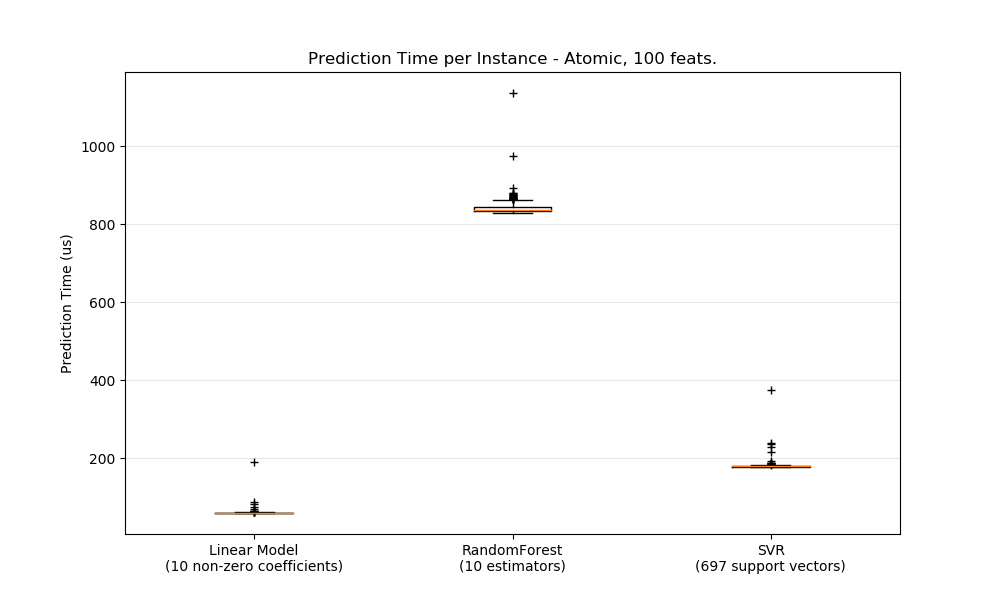 Prediction Time per Instance - Atomic, 100 feats.
Prediction Time (us)
1000
800
600
400
200
Linear Model
(10 non-zero coefficients)
RandomForest
(10 estimators)
SVR
(697 support vectors)